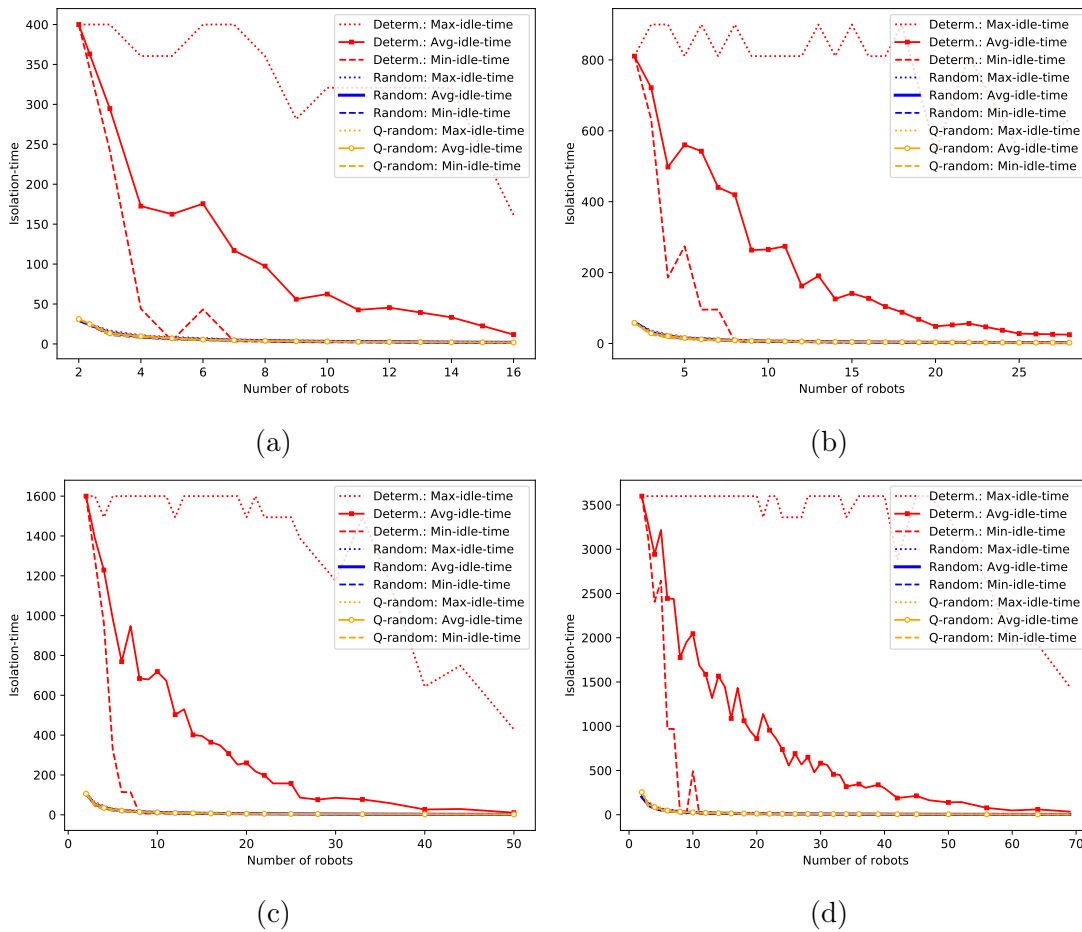 400
350
300
250
200
150
100
50
0
Isolation-time
2
4
6
8
10
12
14
16
Number of robots
Determ.: Max-idle-time
Determ.: Avg-idle-time
Determ.: Min-idle-time
Random: Max-idle-time
Random: Avg-idle-time
Random: Min-idle-time
Q-random: Max-idle-time
Q-random: Avg-idle-time
Q-random: Min-idle-time
(a)
800
600
400
200
0
Isolation-time
5
10
15
20
25
Number of robots
Determ.: Max-idle-time
Determ.: Avg-idle-time
Determ.: Min-idle-time
Random: Max-idle-time
Random: Avg-idle-time
Random: Min-idle-time
Q-random: Max-idle-time
Q-random: Avg-idle-time
Q-random: Min-idle-time
(b)
1600
1400
1200
1000
800
600
400
200
0
Isolation-time
0
10
20
30
40
50
Number of robots
Determ.: Max-idle-time
Determ.: Avg-idle-time
Determ.: Min-idle-time
Random: Max-idle-time
Random: Avg-idle-time
Random: Min-idle-time
Q-random: Max-idle-time
Q-random: Avg-idle-time
Q-random: Min-idle-time
(c)
3500
3000
2500
2000
1500
1000
500
0
Isolation-time
0
10
20
30
40
50
60
70
Number of robots
Determ.: Max-idle-time
Determ.: Avg-idle-time
Determ.: Min-idle-time
Random: Max-idle-time
Random: Avg-idle-time
Random: Min-idle-time
Q-random: Max-idle-time
Q-random: Avg-idle-time
Q-random: Min-idle-time
(d)